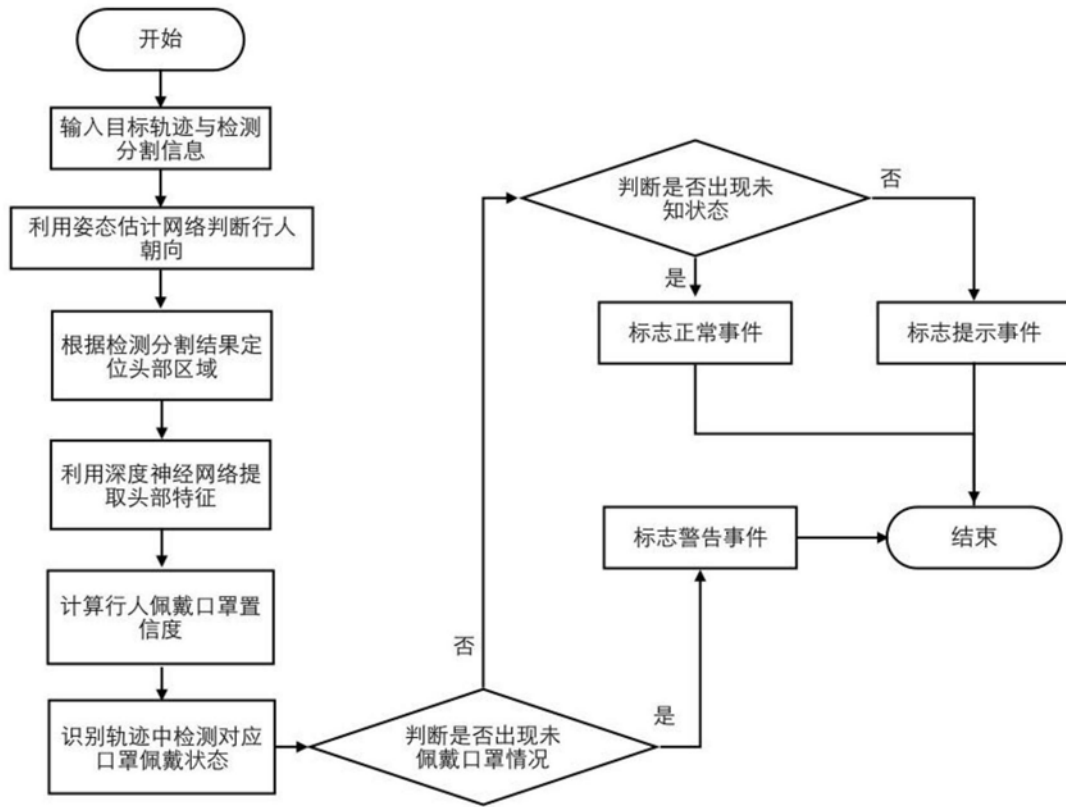 开始
输入目标轨迹与检测
分割信息
利用姿态估计网络判断行人
朝向
根据检测分割结果定
位头部区域
利用深度神经网络提
取头部特征
计算行人佩戴口罩置
信度
识别轨迹中检测对应
口罩佩戴状态
判断是否出现未
佩戴口罩情况
否
是
判断是否出现未
知状态
否
是
标志正常事件
标志提示事件
标志警告事件
结束